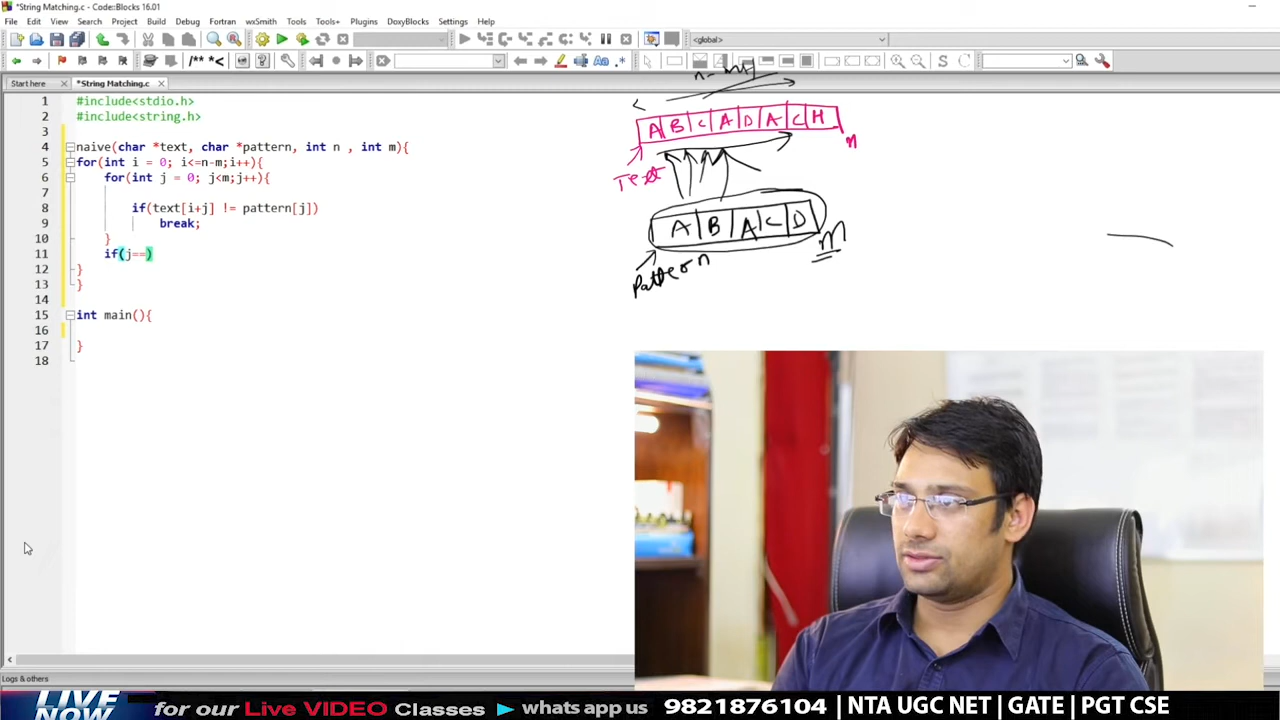 *String Matching.c - Code::Blocks 16.01
File Edit View Search Project Build Debug Fortran wxSmith Tools Tools+ Plugins DoxyBlocks Settings Help
<global>
/** *<
Aa .*
S C
Start here
*String Matching.c
1 #include<stdio.h>
2 #include<string.h>
3
4 naive(char *text, char *pattern, int n , int m){
5 for(int i = 0; i<=n-m;i++){
6 for(int j = 0; j<m;j++){
7
8 if(text[i+j] != pattern[j])
9 break;
10 }
11 if(j==)
12 }
13 }
14
15 int main(){
16
17 }
18
A B C A D A C H
n
Text
A B A C D
m
Pattern
Logs & others
LIVE NOW for our Live VIDEO Classes whats app us 9821876104 | NTA UGC NET | GATE | PGT CSE